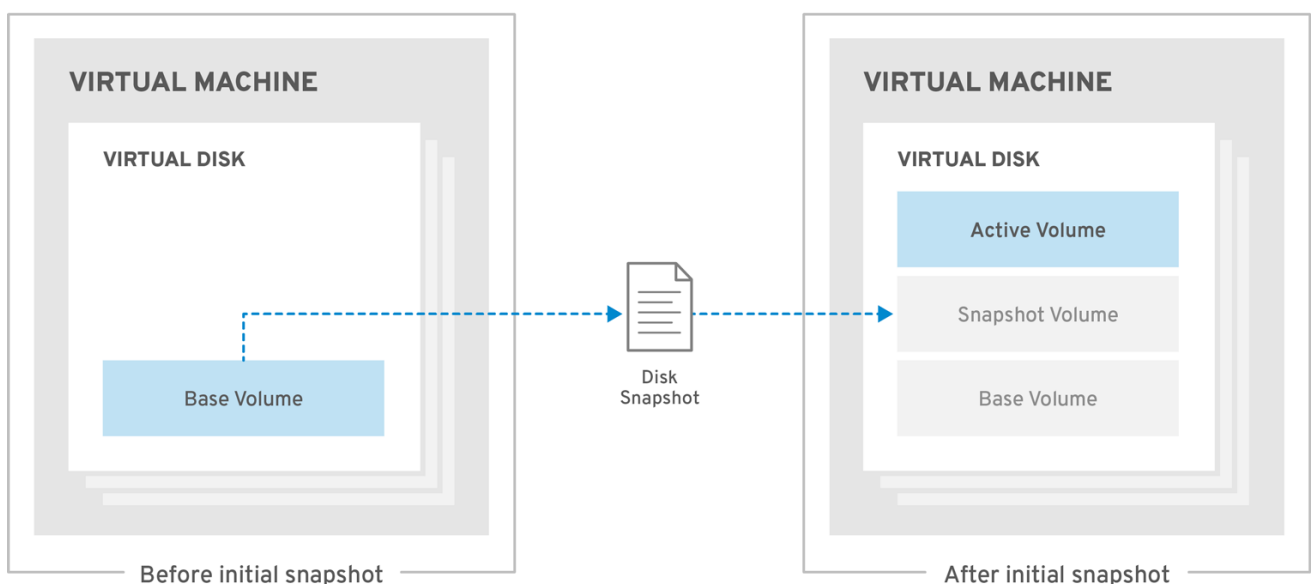 VIRTUAL MACHINE
VIRTUAL DISK
Base Volume
Before initial snapshot
Disk
Snapshot
VIRTUAL MACHINE
VIRTUAL DISK
Active Volume
Snapshot Volume
Base Volume
After initial snapshot